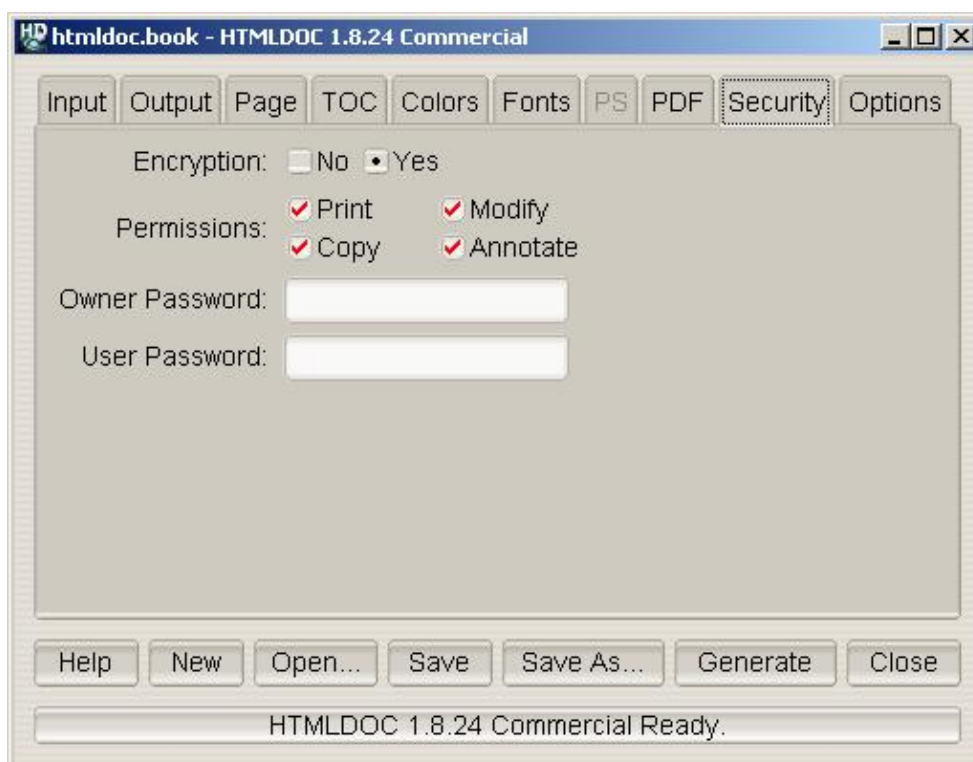 HD htmldoc.book - HTMLDOC 1.8.24 Commercial
Input Output Page TOC Colors Fonts PS PDF Security Options
Encryption: No Yes
Permissions: Print Modify
Copy Annotate
Owner Password:
User Password:
Help New Open... Save Save As... Generate Close
HTMLDOC 1.8.24 Commercial Ready.